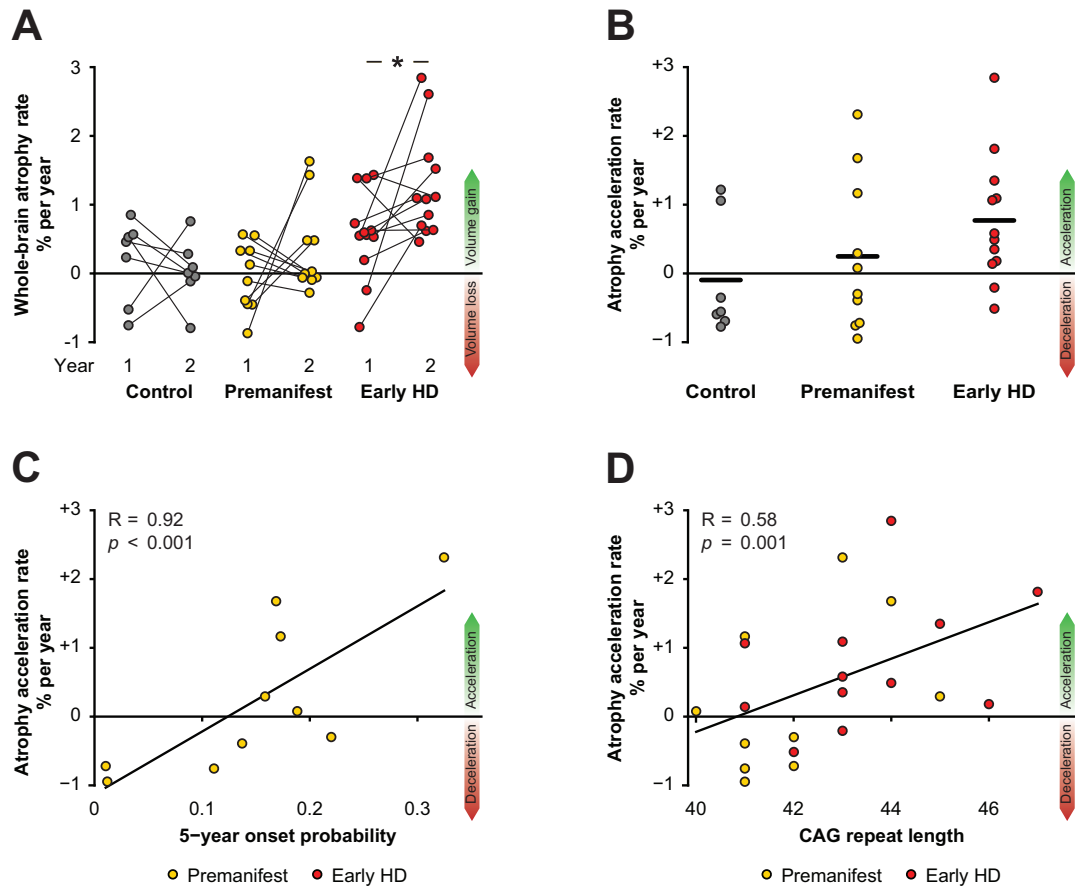 A
Whole-brain atrophy rate
% per year
3
2
1
0
-1
*
Volume gain
Volume loss
Year 1 2 1 2 1 2
Control Premanifest Early HD
B
Atrophy acceleration rate
% per year
+3
+2
+1
0
−1
Acceleration
Deceleration
Control Premanifest Early HD
C
Atrophy acceleration rate
% per year
+3
+2
+1
0
−1
R = 0.92
p < 0.001
Acceleration
Deceleration
0 0.1 0.2 0.3
5−year onset probability
Premanifest Early HD
D
Atrophy acceleration rate
% per year
+3
+2
+1
0
−1
R = 0.58
p = 0.001
Acceleration
Deceleration
40 42 44 46
CAG repeat length
Premanifest Early HD